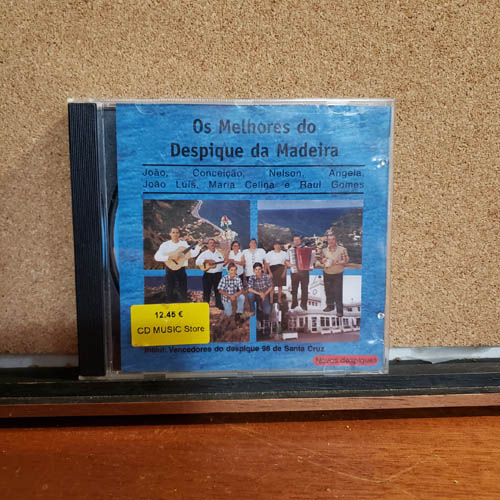 Os Melhores do
Despique da Madeira
João, Conceição, Nelson, Angela,
João Luís, Maria Celina e Raul Gomes
12.45 €
CD MUSIC Store
Vencedores do despique 98 de Santa Cruz
Novos despiques